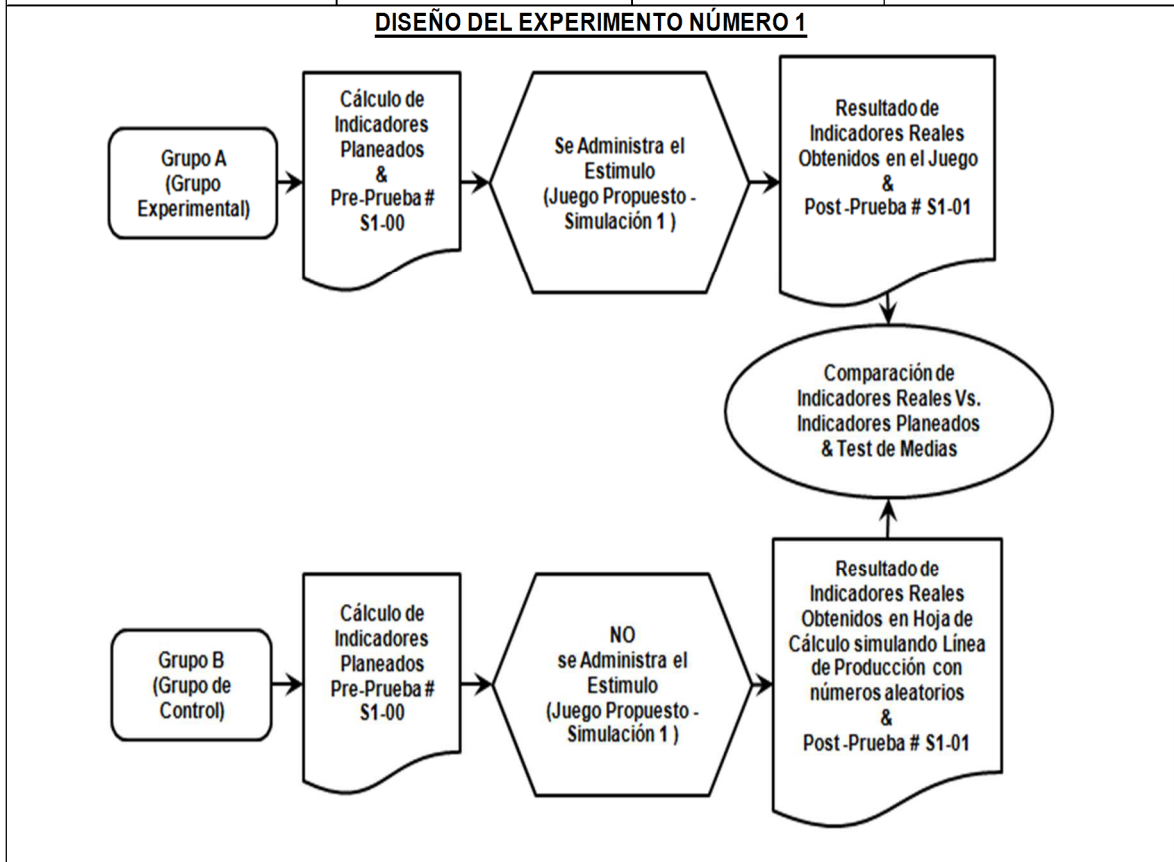 DISEÑO DEL EXPERIMENTO NÚMERO 1
Grupo A
(Grupo
Experimental)
Cálculo de
Indicadores
Planeados
&
Pre-Prueba #
S1-00
Se Administra el
Estimulo
(Juego Propuesto -
Simulación 1 )
Resultado de
Indicadores Reales
Obtenidos en el Juego
&
Post -Prueba # S1-01
Comparación de
Indicadores Reales Vs.
Indicadores Planeados
& Test de Medias
Grupo B
(Grupo de
Control)
Cálculo de
Indicadores
Planeados
Pre-Prueba #
S1-00
NO
se Administra el
Estimulo
(Juego Propuesto -
Simulación 1 )
Resultado de
Indicadores Reales
Obtenidos en Hoja de
Cálculo simulando Línea
de Producción con
números aleatorios
&
Post -Prueba # S1-01